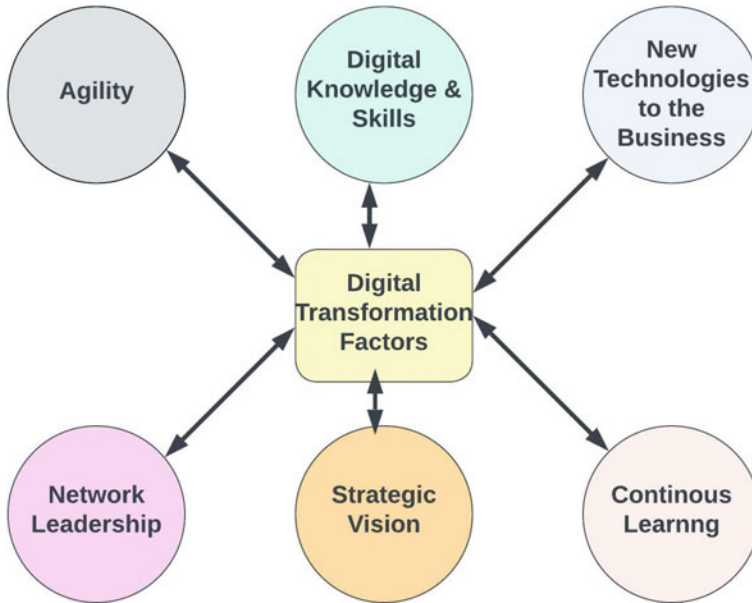 Agility
Digital
Knowledge &
Skills
New
Technologies
to the
Business
Digital
Transformation
Factors
Network
Leadership
Strategic
Vision
Continous
Learnng